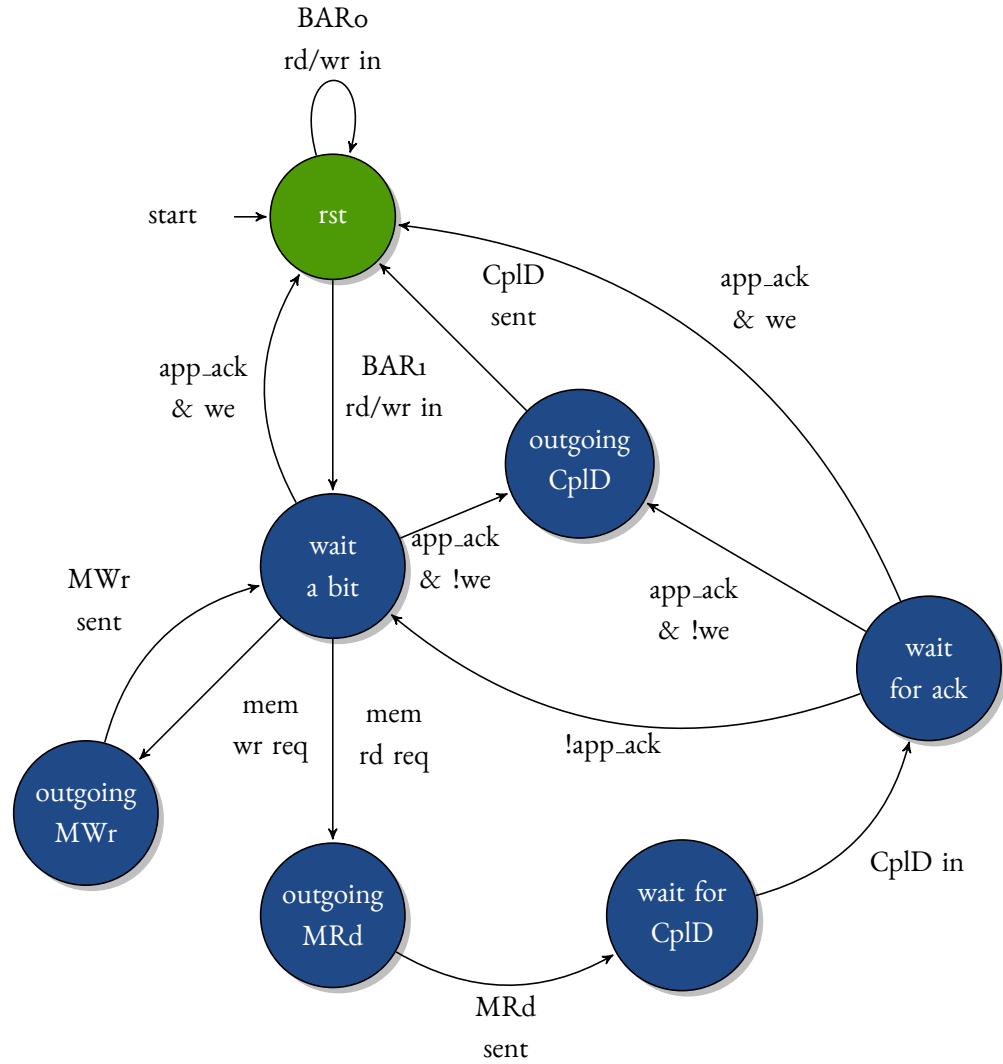 BAR0
rd/wr in
start
rst
CplD
sent
app_ack
& we
app_ack
& we
BAR1
rd/wr in
outgoing
CplD
wait
a bit
app_ack
& !we
MWr
sent
app_ack
& !we
wait
for ack
mem
wr req
mem
rd req
!app_ack
outgoing
MWr
outgoing
MRd
wait for
CplD
CplD in
MRd
sent